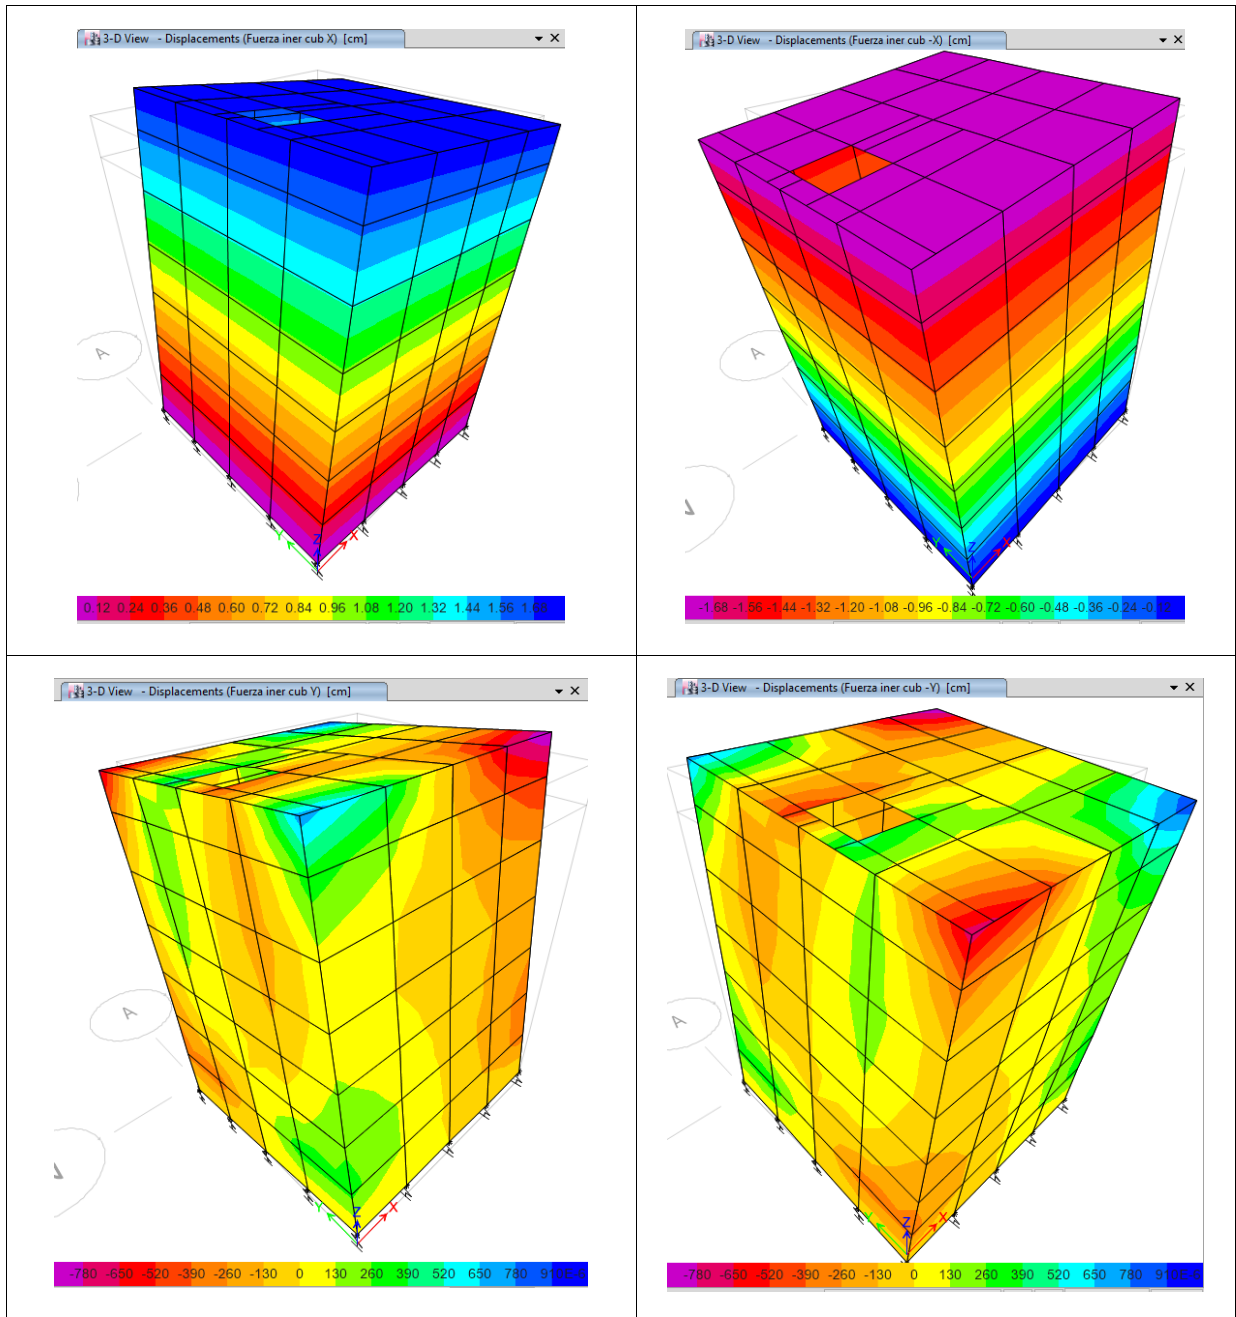 3-D View - Displacements (Fuerza iner cub X) [cm]
3-D View - Displacements (Fuerza iner cub -X) [cm]
A
A
Y Z X
Y Z X
0.12 0.24 0.36 0.48 0.60 0.72 0.84 0.96 1.08 1.20 1.32 1.44 1.56 1.68
-1.68 -1.56 -1.44 -1.32 -1.20 -1.08 -0.96 -0.84 -0.72 -0.60 -0.48 -0.36 -0.24 -0.12
3-D View - Displacements (Fuerza iner cub Y) [cm]
3-D View - Displacements (Fuerza iner cub -Y) [cm]
A
A
Y Z X
Y Z X
-780 -650 -520 -390 -260 -130 0 130 260 390 520 650 780
-780 -650 -520 -390 -260 -130 0 130 260 390 520 650 780